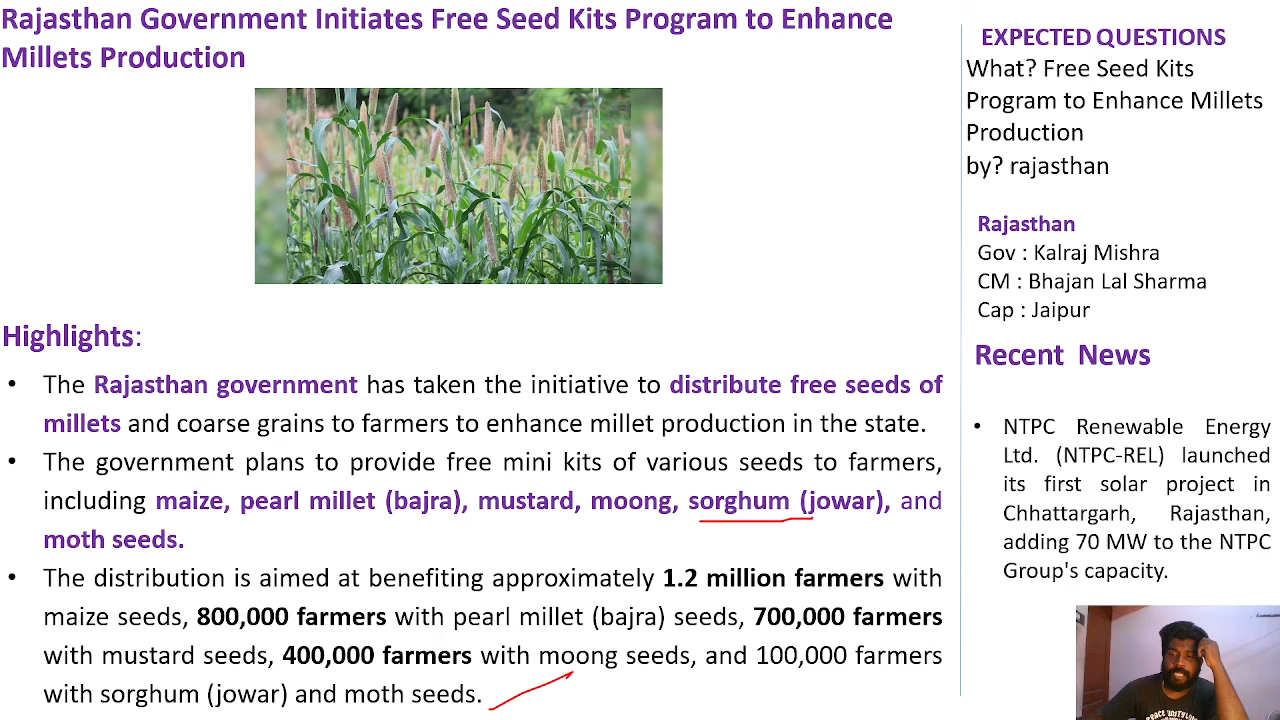 Rajasthan Government Initiates Free Seed Kits Program to Enhance
Millets Production
Highlights:
• The Rajasthan government has taken the initiative to distribute free seeds of
millets and coarse grains to farmers to enhance millet production in the state.
• The government plans to provide free mini kits of various seeds to farmers,
including maize, pearl millet (bajra), mustard, moong, sorghum (jowar), and
moth seeds.
• The distribution is aimed at benefiting approximately 1.2 million farmers with
maize seeds, 800,000 farmers with pearl millet (bajra) seeds, 700,000 farmers
with mustard seeds, 400,000 farmers with moong seeds, and 100,000 farmers
with sorghum (jowar) and moth seeds.
EXPECTED QUESTIONS
What? Free Seed Kits
Program to Enhance Millets
Production
by? rajasthan
Rajasthan
Gov : Kalraj Mishra
CM : Bhajan Lal Sharma
Cap : Jaipur
Recent News
• NTPC Renewable Energy
Ltd. (NTPC-REL) launched
its first solar project in
Chhattargarh, Rajasthan,
adding 70 MW to the NTPC
Group's capacity.